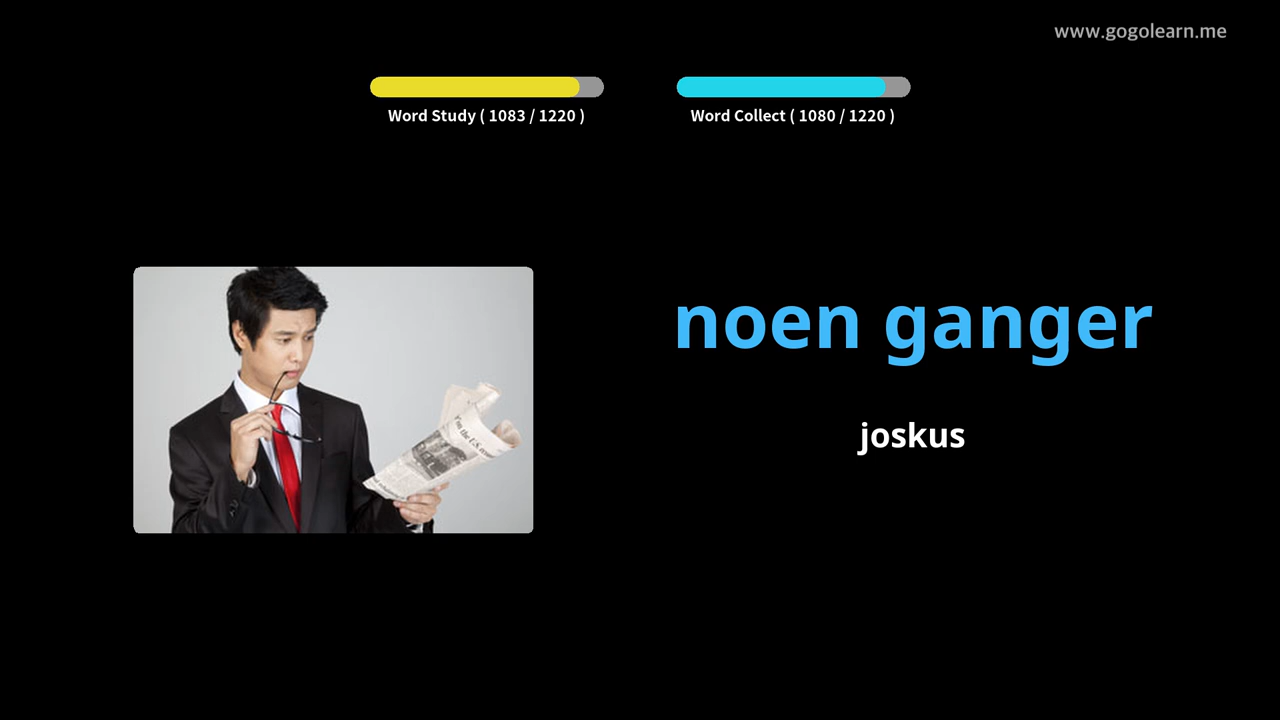 www.gogolearn.me
Word Study ( 1083 / 1220 )
Word Collect ( 1080 / 1220 )
noen ganger
joskus